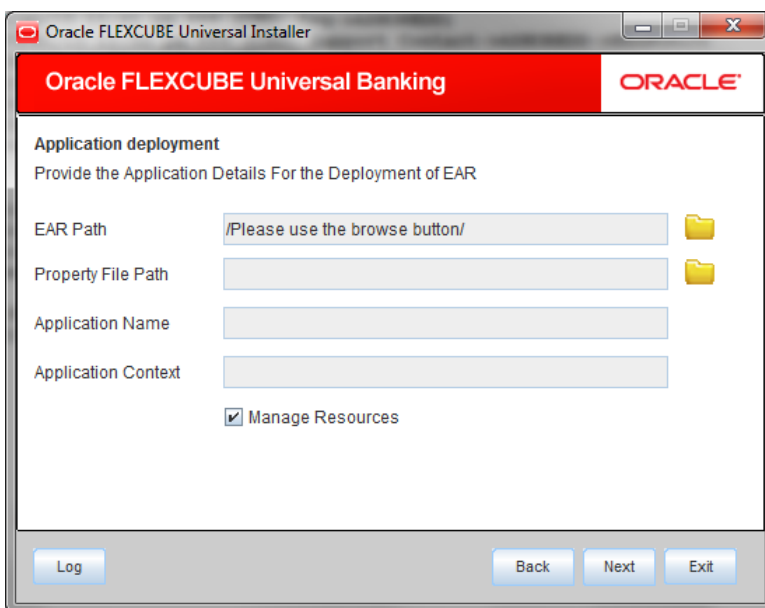 Oracle FLEXCUBE Universal Installer
Oracle FLEXCUBE Universal Banking
ORACLE
Application deployment
Provide the Application Details For the Deployment of EAR
EAR Path
/Please use the browse button/
Property File Path
Application Name
Application Context
Manage Resources
Log
Back
Next
Exit